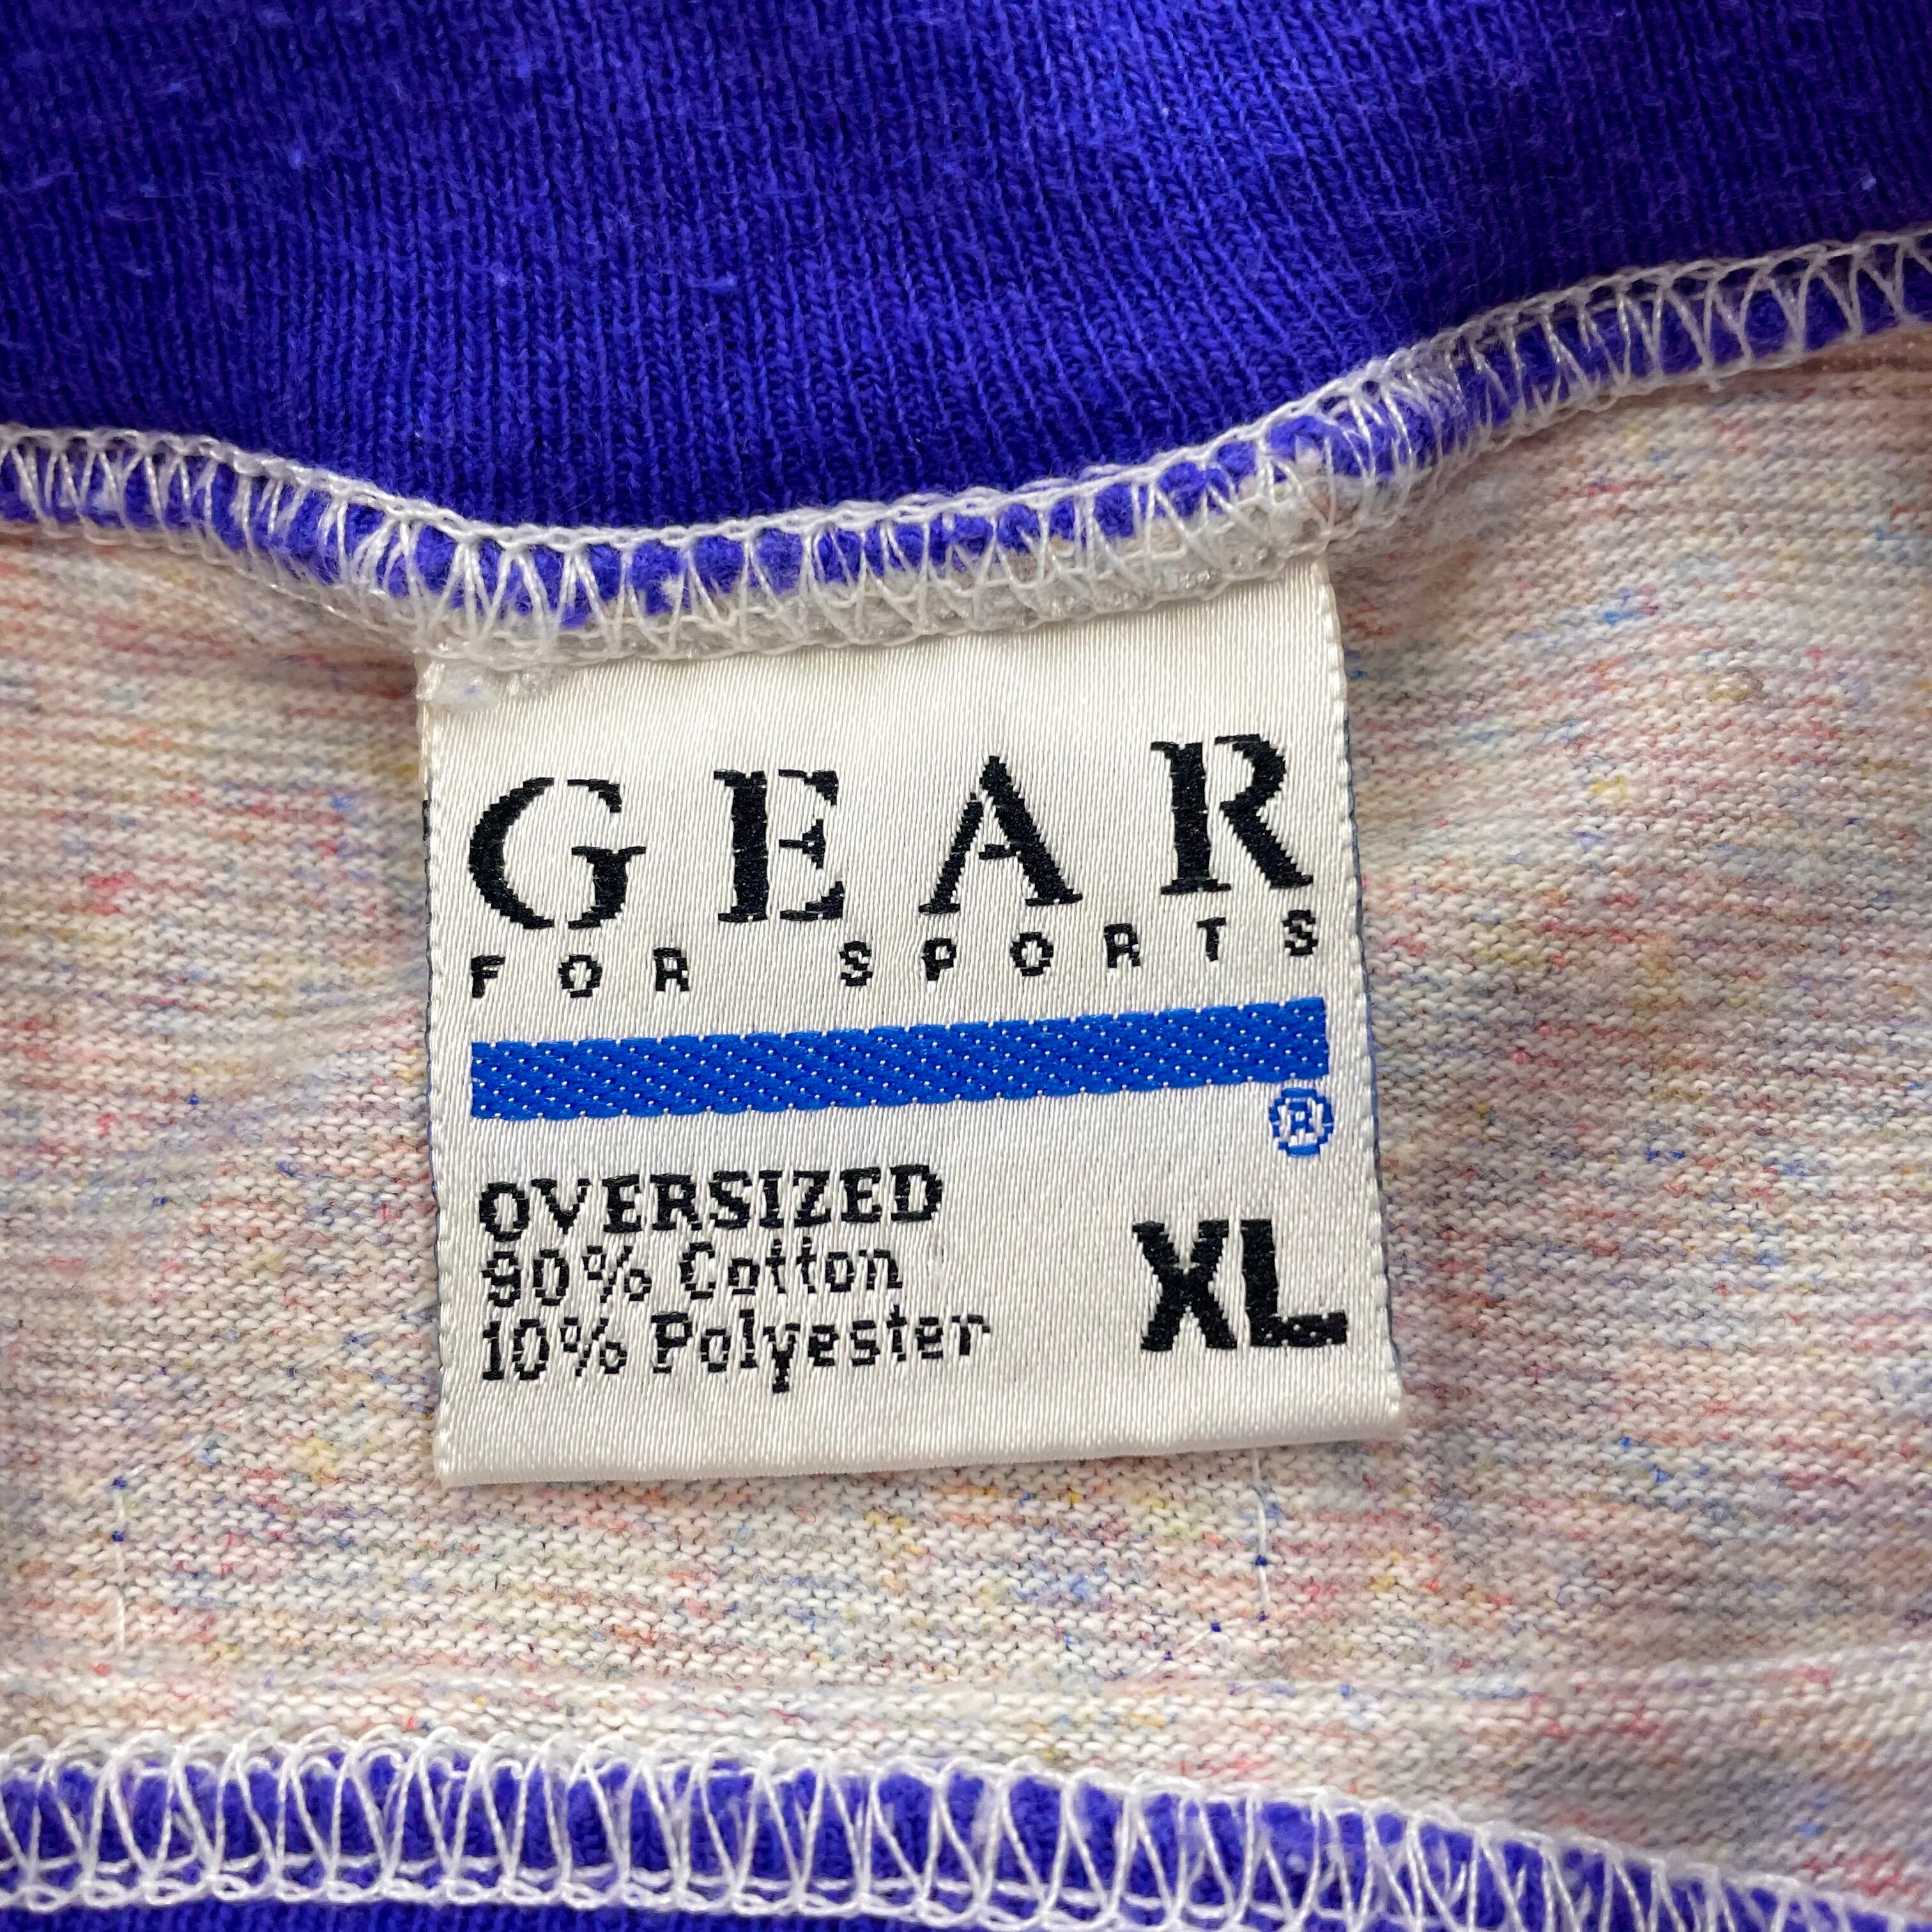 GEAR
FOR SPORTS
®
OVERSIZED
90% Cotton
10% Polyester
XL